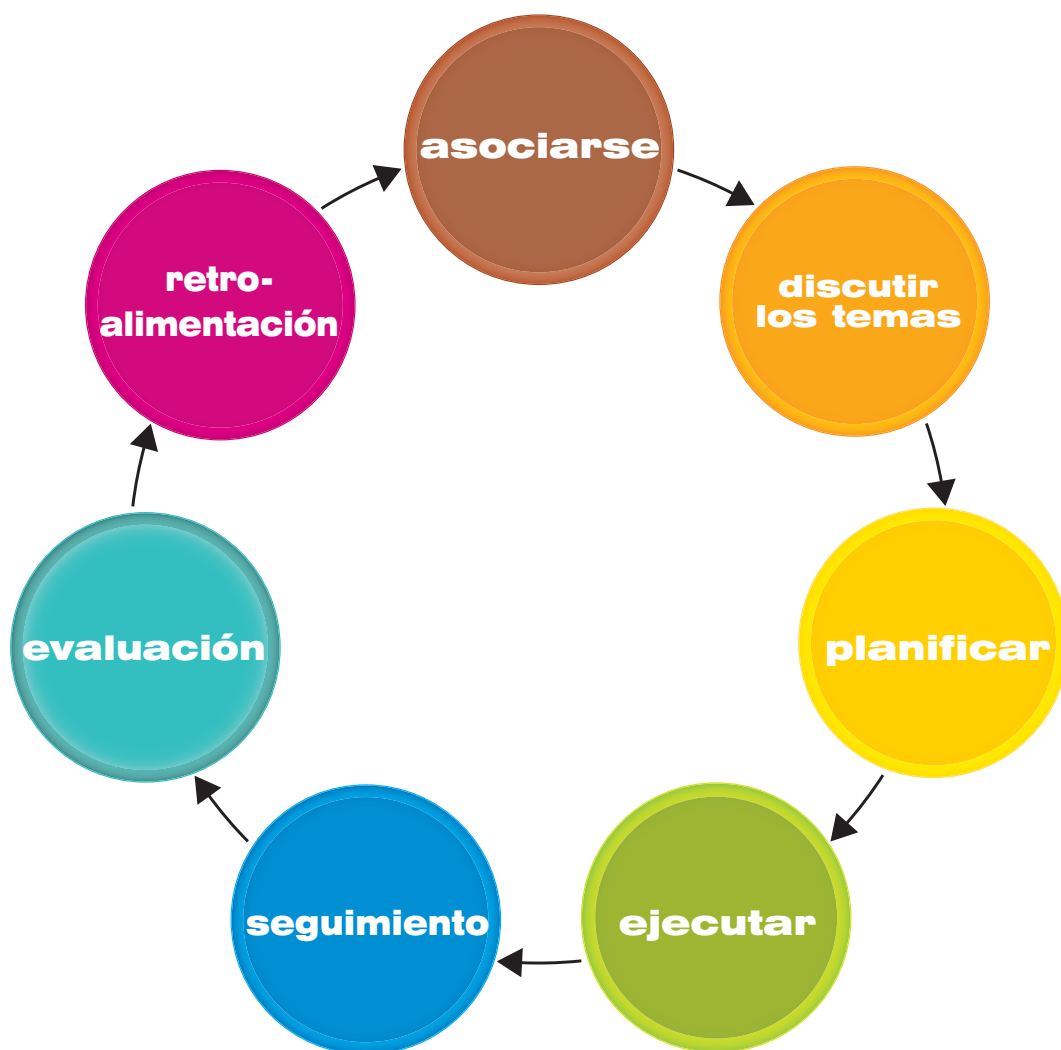 asociarse
discutir
los temas
planificar
ejecutar
seguimiento
evaluación
retro-
alimentación